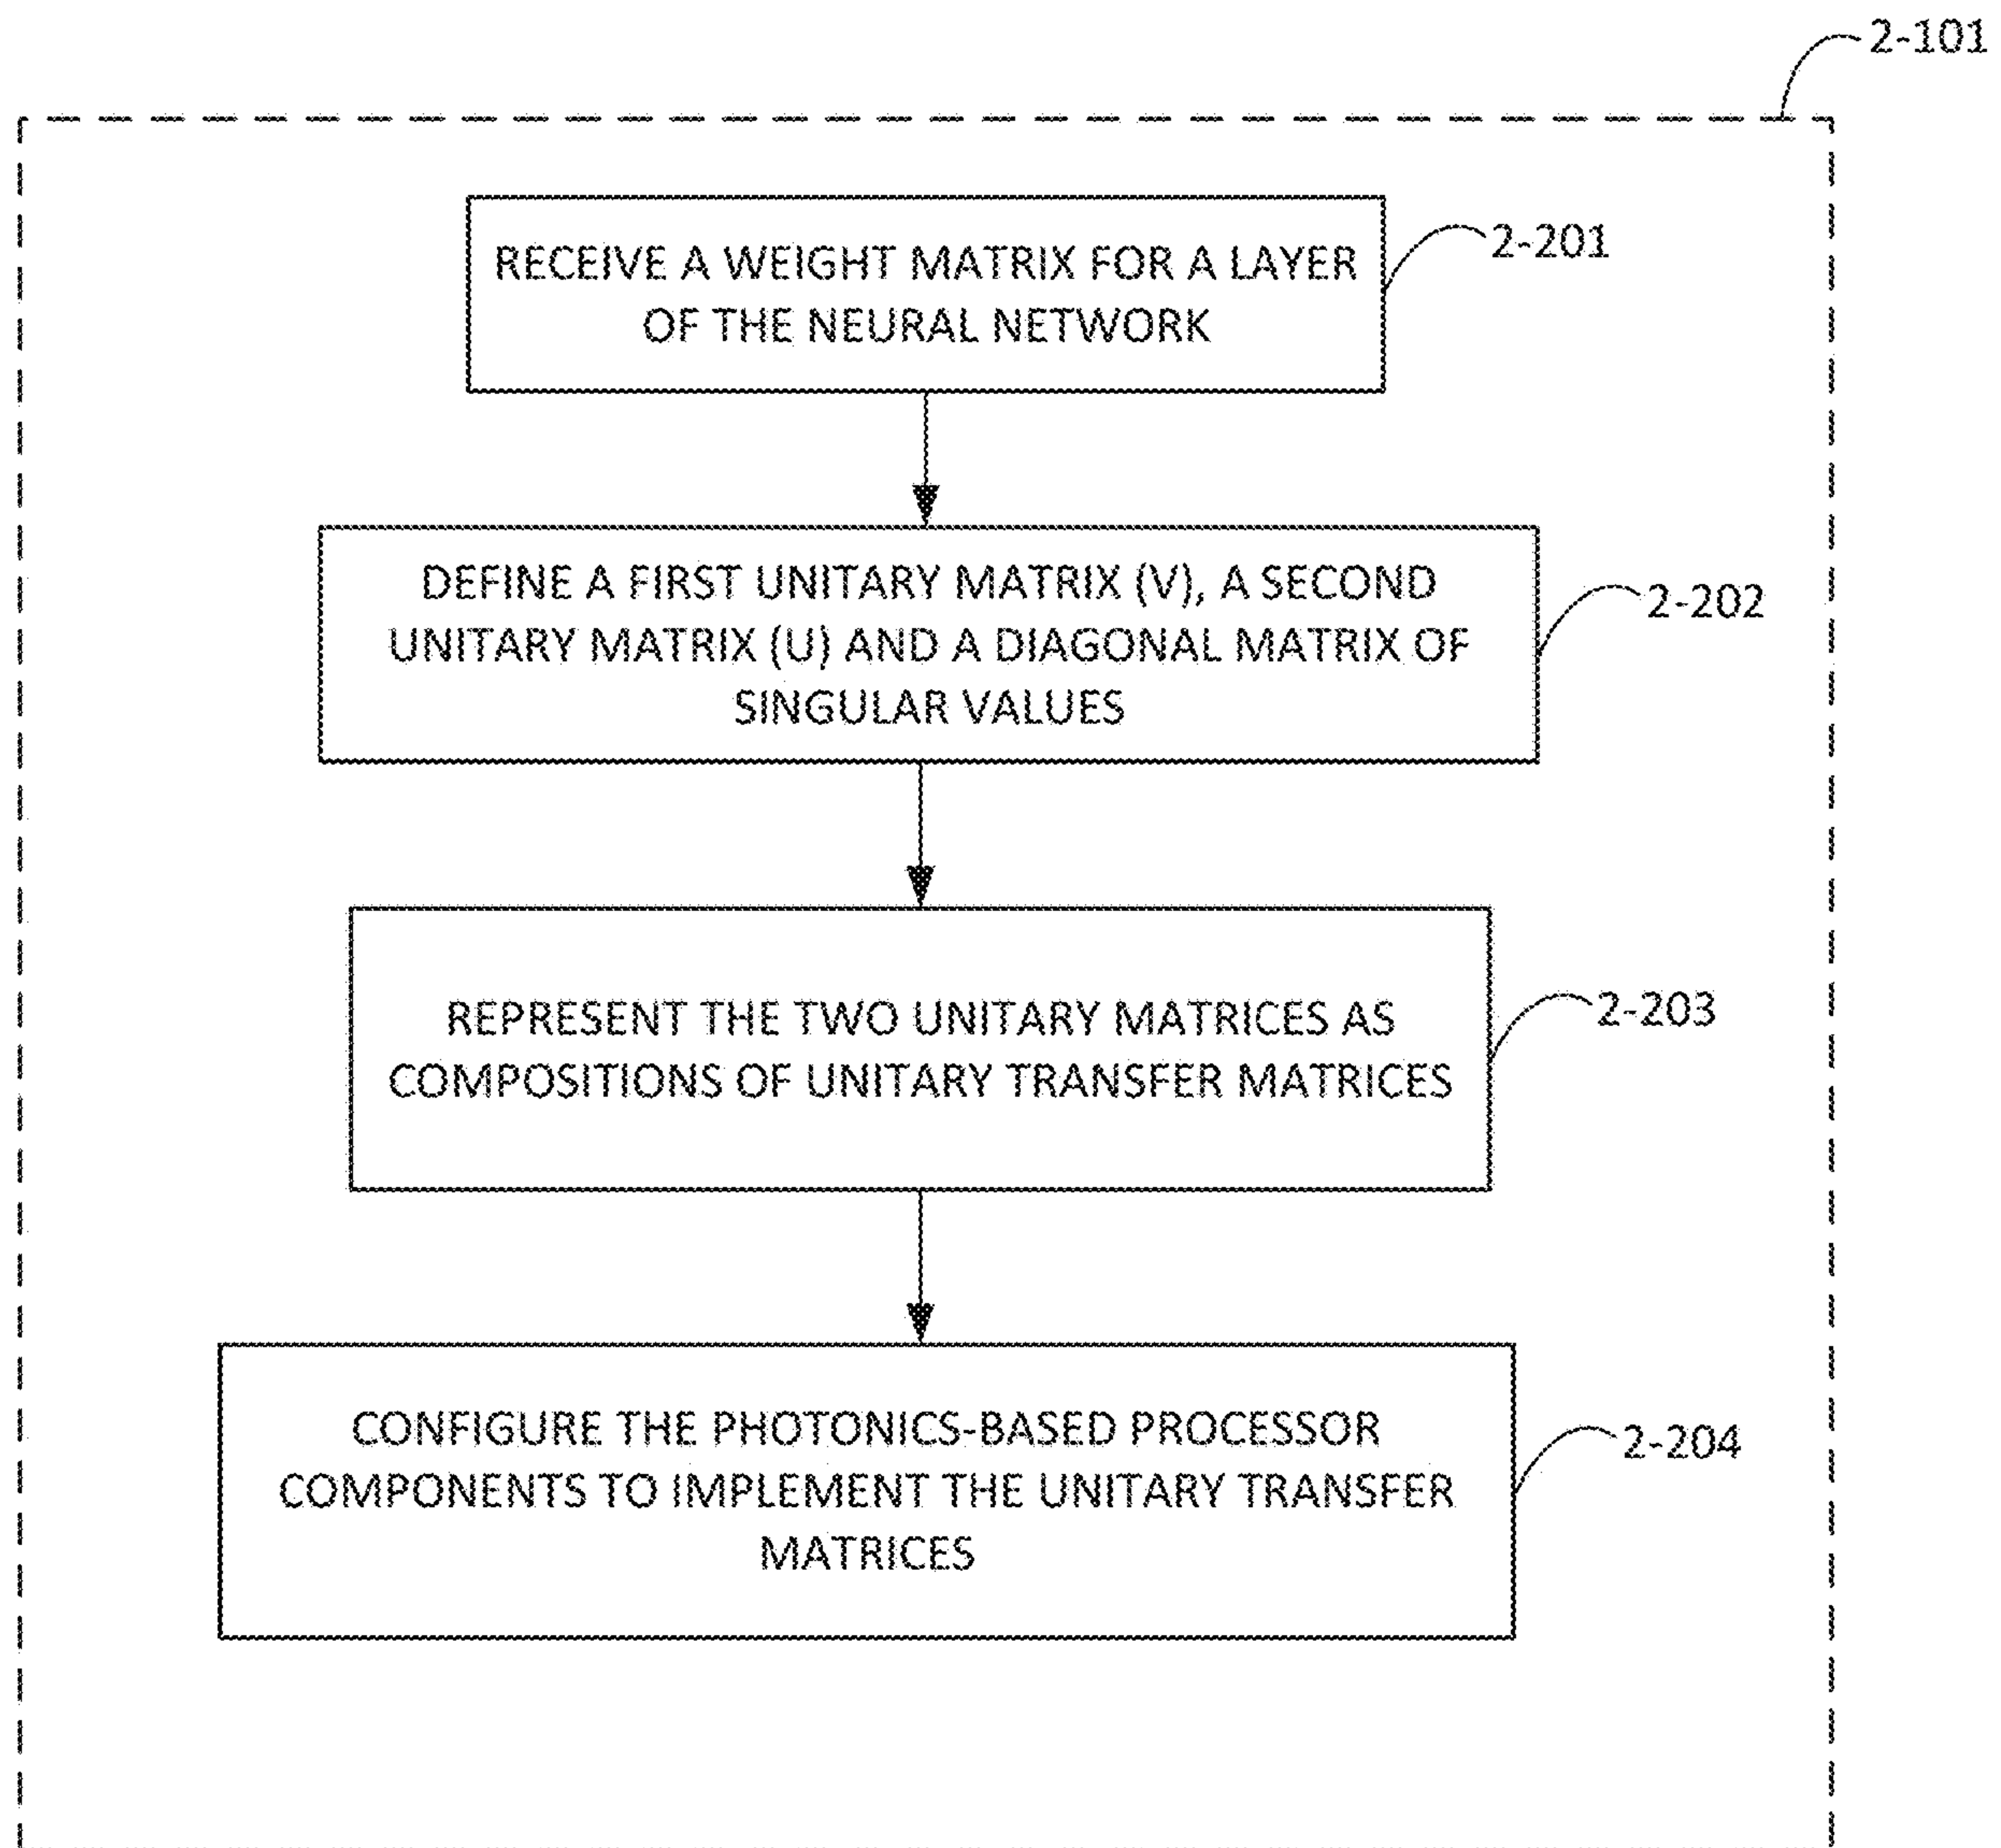 2-101
RECEIVE A WEIGHT MATRIX FOR A LAYER
OF THE NEURAL NETWORK
2-201
DEFINE A FIRST UNITARY MATRIX (V), A SECOND
UNITARY MATRIX (U) AND A DIAGONAL MATRIX OF
SINGULAR VALUES
2-202
REPRESENT THE TWO UNITARY MATRICES AS
COMPOSITIONS OF UNITARY TRANSFER MATRICES
2-203
CONFIGURE THE PHOTONICS-BASED PROCESSOR
COMPONENTS TO IMPLEMENT THE UNITARY TRANSFER
MATRICES
2-204